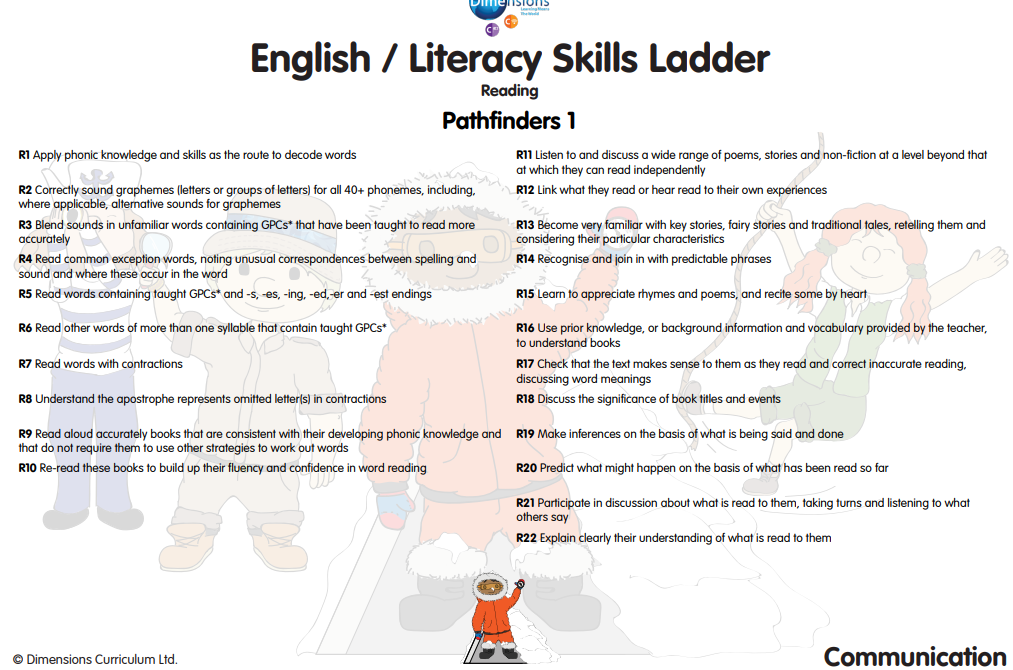 Dimensions
Learning Means
The World
English / Literacy Skills Ladder
Reading
Pathfinders 1
R1 Apply phonic knowledge and skills as the route to decode words
R2 Correctly sound graphemes (letters or groups of letters) for all 40+ phonemes, including,
where applicable, alternative sounds for graphemes
R3 Blend sounds in unfamiliar words containing GPCs* that have been taught to read more
accurately
R4 Read common exception words, noting unusual correspondences between spelling and
sound and where these occur in the word
R5 Read words containing taught GPCs* and -s, -es, -ing, -ed,-er and -est endings
R6 Read other words of more than one syllable that contain taught GPCs*
R7 Read words with contractions
R8 Understand the apostrophe represents omitted letter(s) in contractions
R9 Read aloud accurately books that are consistent with their developing phonic knowledge and
that do not require them to use other strategies to work out words
R10 Re-read these books to build up their fluency and confidence in word reading
R11 Listen to and discuss a wide range of poems, stories and non-fiction at a level beyond that
at which they can read independently
R12 Link what they read or hear read to their own experiences
R13 Become very familiar with key stories, fairy stories and traditional tales, retelling them and
considering their particular characteristics
R14 Recognise and join in with predictable phrases
R15 Learn to appreciate rhymes and poems, and recite some by heart
R16 Use prior knowledge, or background information and vocabulary provided by the teacher,
to understand books
R17 Check that the text makes sense to them as they read and correct inaccurate reading,
discussing word meanings
R18 Discuss the significance of book titles and events
R19 Make inferences on the basis of what is being said and done
R20 Predict what might happen on the basis of what has been read so far
R21 Participate in discussion about what is read to them, taking turns and listening to what
others say
R22 Explain clearly their understanding of what is read to them
© Dimensions Curriculum Ltd.
Communication